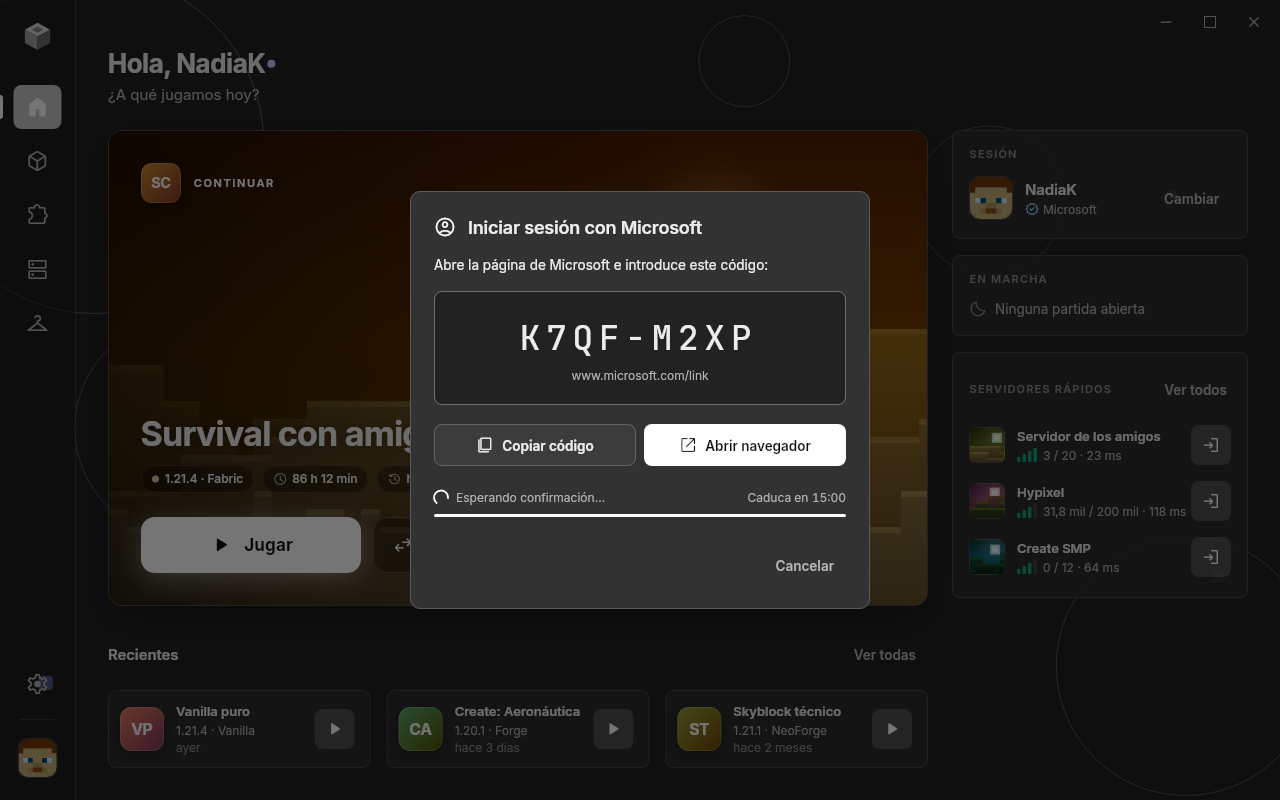 Hola, NadiaK
¿A qué jugamos hoy?
SC
CONTINUAR
Survival con amig
1.21.4 · Fabric
86 h 12 min
Jugar
Iniciar sesión con Microsoft
Abre la página de Microsoft e introduce este código:
K7QF-M2XP
www.microsoft.com/link
Copiar código
Abrir navegador
Esperando confirmación...
Caduca en 15:00
Cancelar
SESIÓN
NadiaK
Microsoft
Cambiar
EN MARCHA
Ninguna partida abierta
SERVIDORES RÁPIDOS
Ver todos
Servidor de los amigos
3 / 20 · 23 ms
Hypixel
31,8 mil / 200 mil · 118 ms
Create SMP
0 / 12 · 64 ms
Recientes
Ver todas
VP
Vanilla puro
1.21.4 · Vanilla
ayer
CA
Create: Aeronáutica
1.20.1 · Forge
hace 3 días
ST
Skyblock técnico
1.21.1 · NeoForge
hace 2 meses